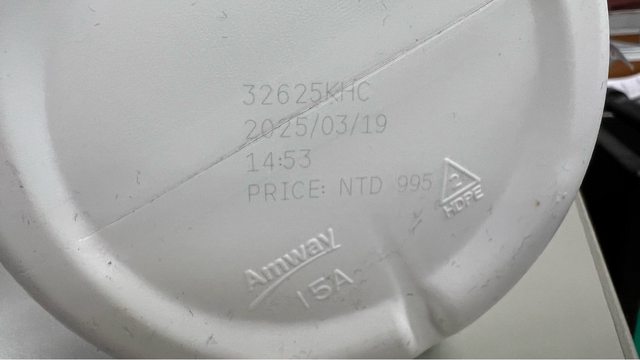 32625KHC
2025/03/19
14:53
PRICE: NTD 995
2
HDPE
Amway
15A